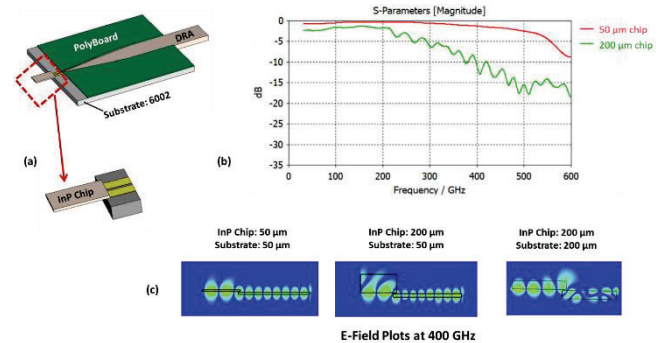 PolyBoard
DRA
Substrate: 6002
(a)
InP Chip
(b)
S-Parameters [Magnitude]
50 µm chip
200 µm chip
0
-5
-10
-15
-20
-25
-30
-35
dB
0 100 200 300 400 500 600
Frequency / GHz
(c)
InP Chip: 50 µm
Substrate: 50 µm
InP Chip: 200 µm
Substrate: 50 µm
InP Chip: 200 µm
Substrate: 200 µm
E-Field Plots at 400 GHz